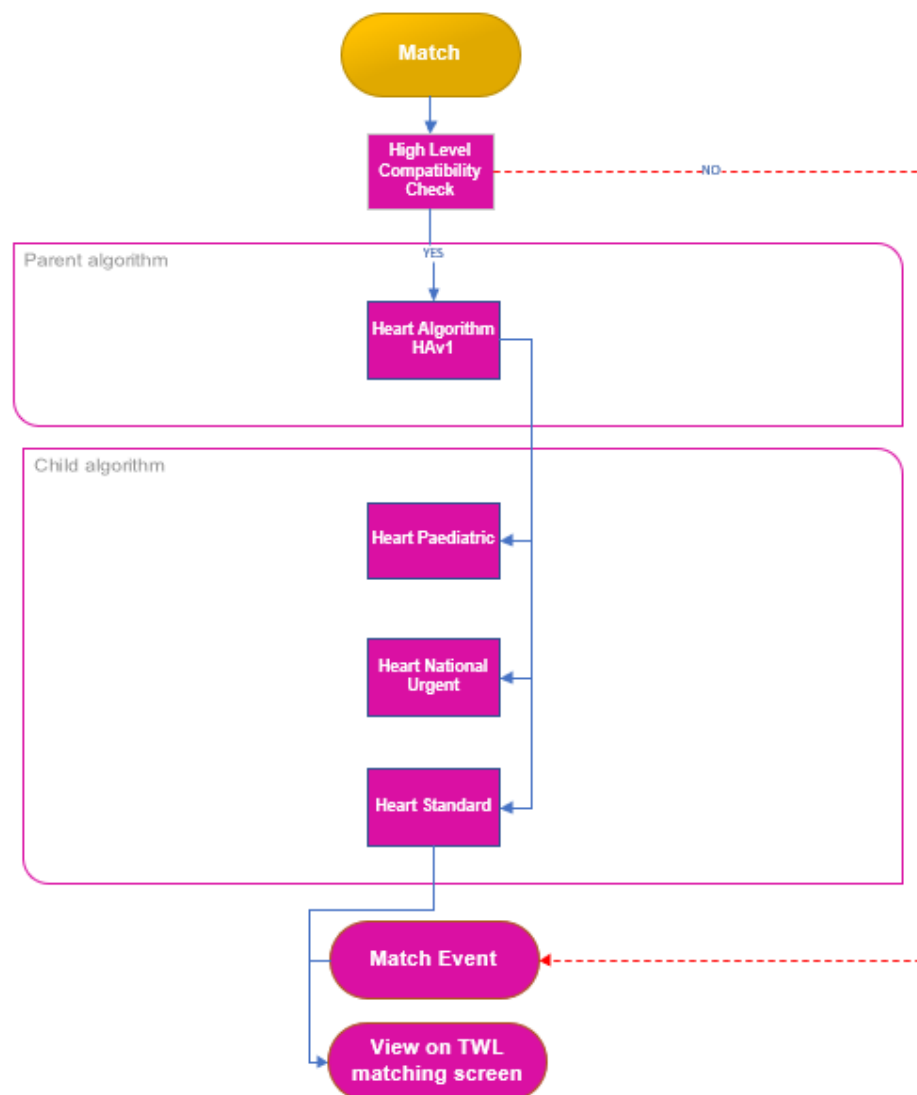 Match
High Level
Compatibility
Check
NO
YES
Parent algorithm
Heart Algorithm
HAv1
Child algorithm
Heart Paediatric
Heart National
Urgent
Heart Standard
Match Event
View on TWL
matching screen